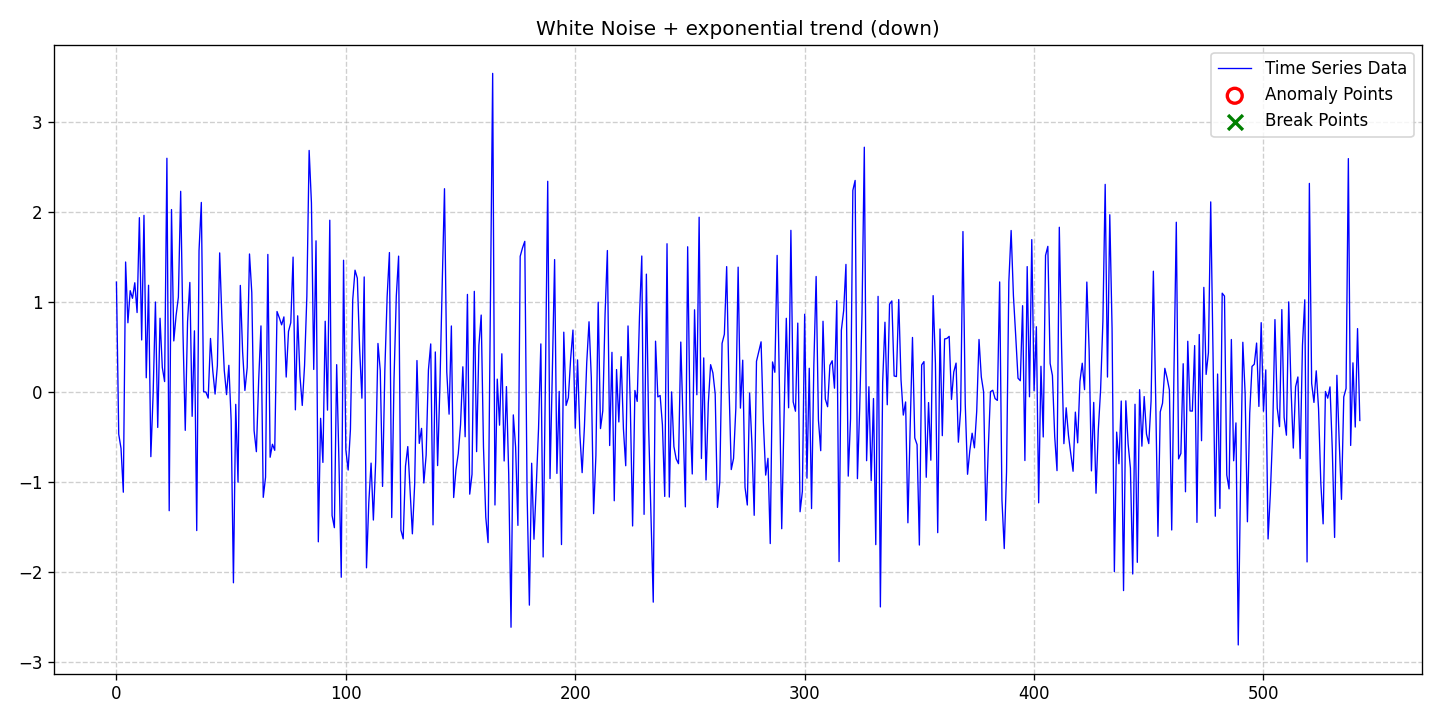 White Noise + exponential trend (down)
Time Series Data
Anomaly Points
Break Points
3
2
1
0
−1
−2
−3
0 100 200 300 400 500